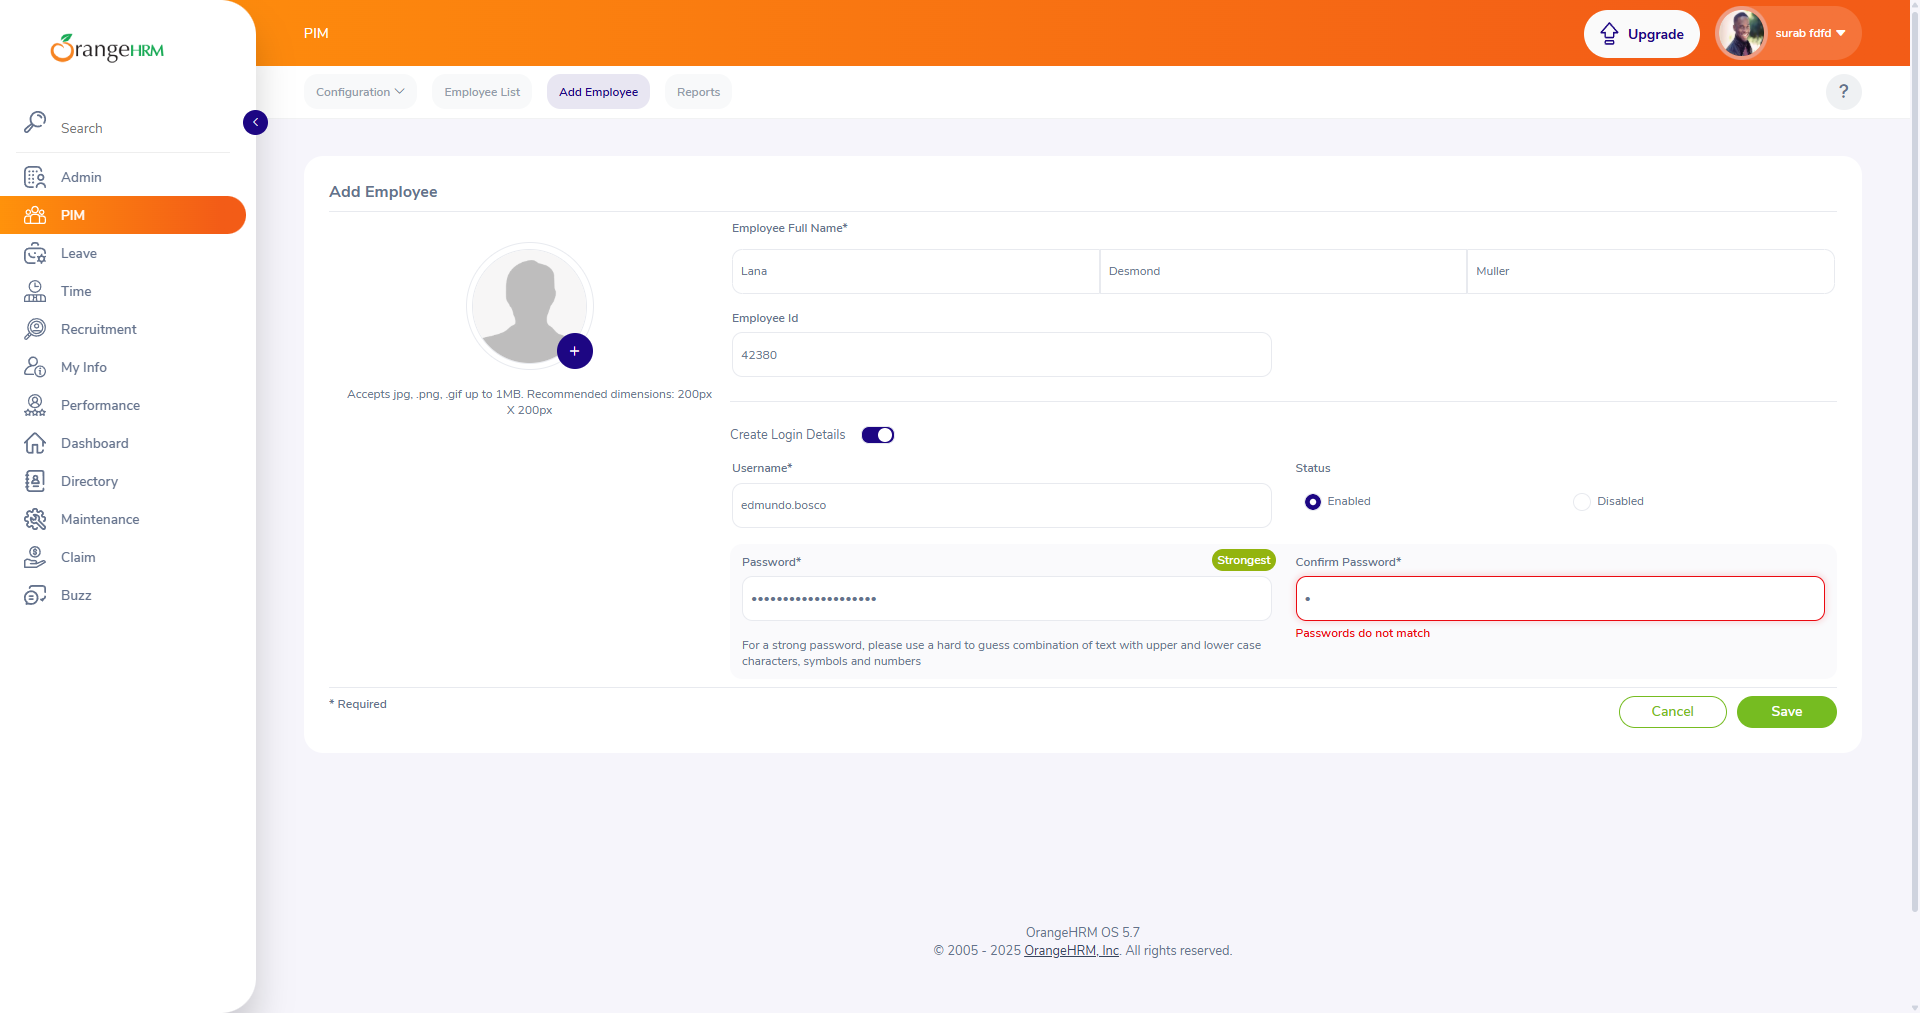 OrangeHRM
PIM
Upgrade
surab fdfd
Search
Configuration
Employee List
Add Employee
Reports
?
Admin
PIM
Leave
Time
Recruitment
My Info
Performance
Dashboard
Directory
Maintenance
Claim
Buzz
Add Employee
Accepts jpg, .png, .gif up to 1MB. Recommended dimensions: 200px
X 200px
Employee Full Name*
Lana
Desmond
Muller
Employee Id
42380
Create Login Details
Username*
edmundo.bosco
Status
Enabled
Disabled
Password*
Strongest
••••••••••••••••••••
For a strong password, please use a hard to guess combination of text with upper and lower case
characters, symbols and numbers
Confirm Password*
•
Passwords do not match
* Required
Cancel
Save
OrangeHRM OS 5.7
© 2005 - 2025 OrangeHRM, Inc. All rights reserved.